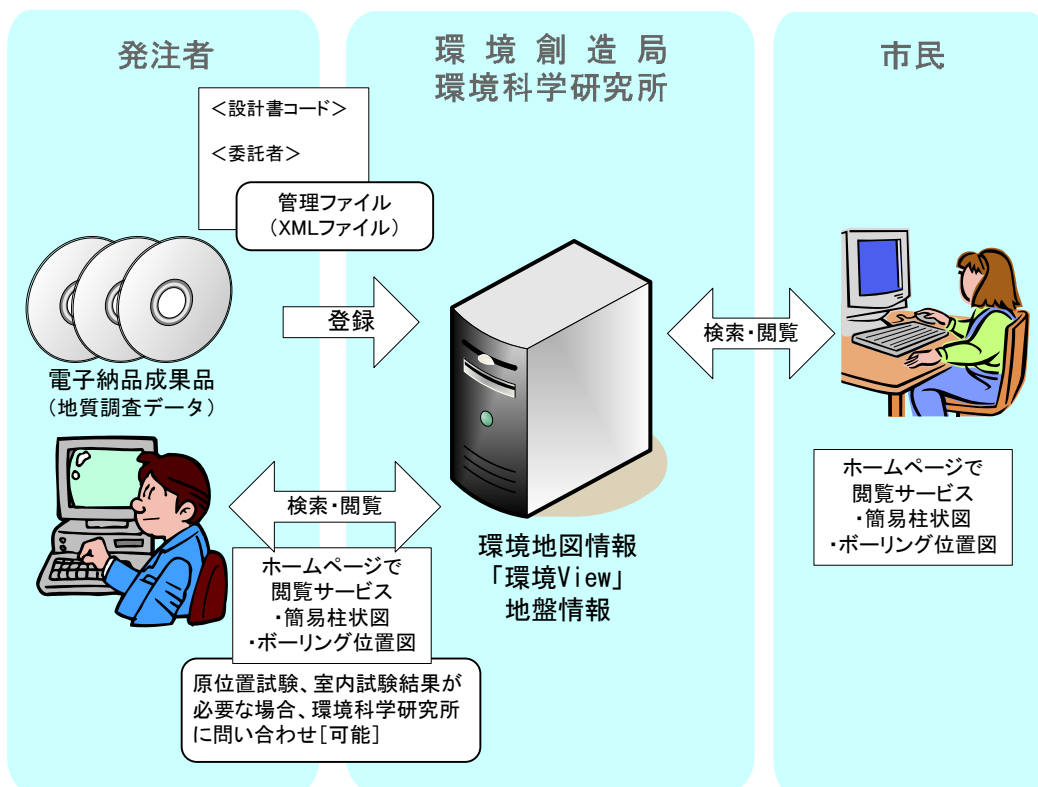 発注者
環境創造局
環境科学研究所
市民
＜設計書コード＞
＜委託者＞
管理ファイル
（XMLファイル）
登録
電子納品成果品
（地質調査データ）
検索・閲覧
検索・閲覧
ホームページで
閲覧サービス
・簡易柱状図
・ボーリング位置図
環境地図情報
「環境View」
地盤情報
ホームページで
閲覧サービス
・簡易柱状図
・ボーリング位置図
原位置試験、室内試験結果が
必要な場合、環境科学研究所
に問い合わせ［可能］